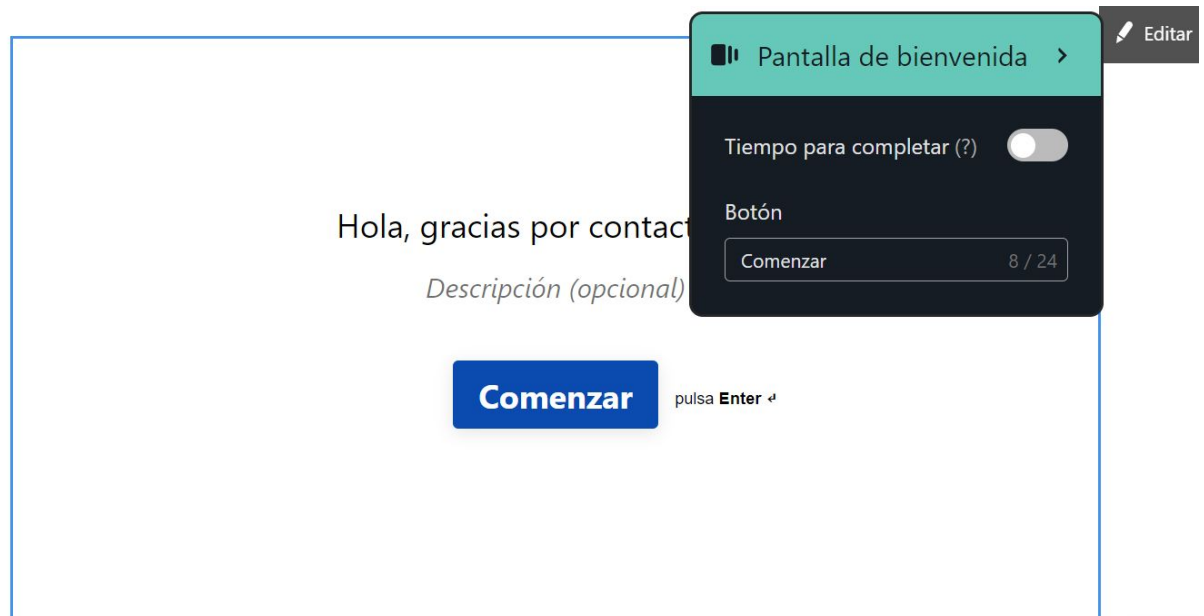 Editar
Pantalla de bienvenida
Tiempo para completar (?)
Botón
Comenzar 8 / 24
Hola, gracias por contact
Descripción (opcional)
Comenzar
pulsa Enter ↵